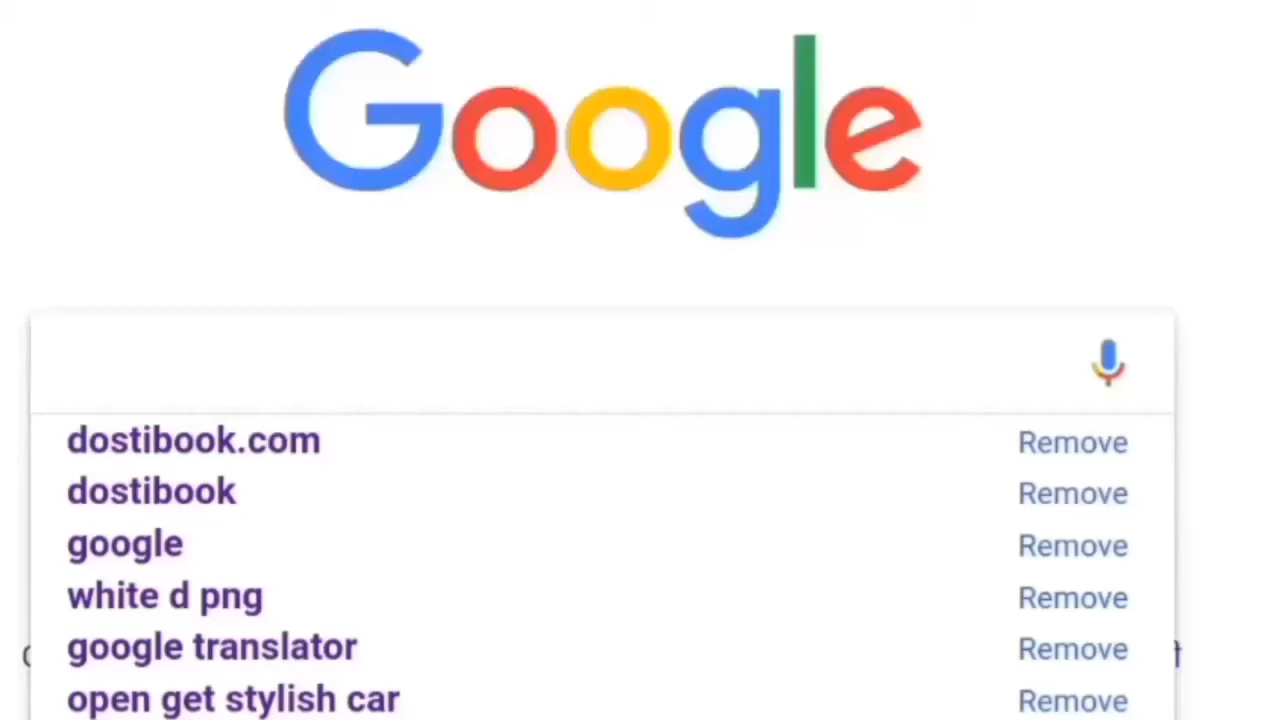 Google
dostibook.com Remove
dostibook Remove
google Remove
white d png Remove
google translator Remove
open get stylish car Remove